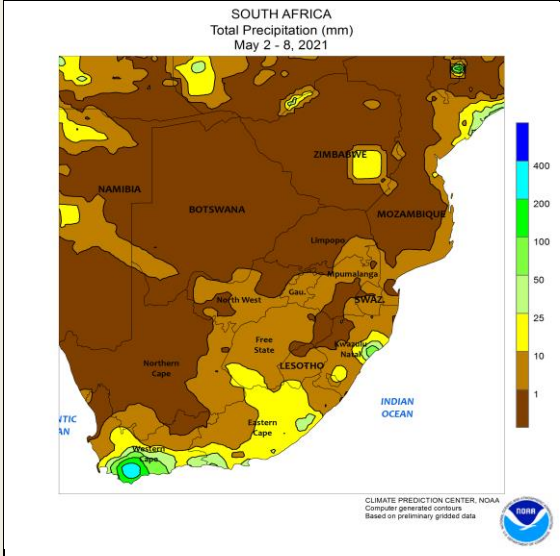 SOUTH AFRICA
Total Precipitation (mm)
May 2 - 8, 2021
ZIMBABWE
NAMIBIA
BOTSWANA
MOZAMBIQUE
Limpopo
Mpumalanga
North West
Gau.
SWAZ.
Free
State
Kwazulu
Natal
LESOTHO
Northern
Cape
Eastern
Cape
Western
Cape
NTIC
AN
INDIAN
OCEAN
400
200
100
50
25
10
1
CLIMATE PREDICTION CENTER, NOAA
Computer generated contours
Based on preliminary gridded data
NOAA